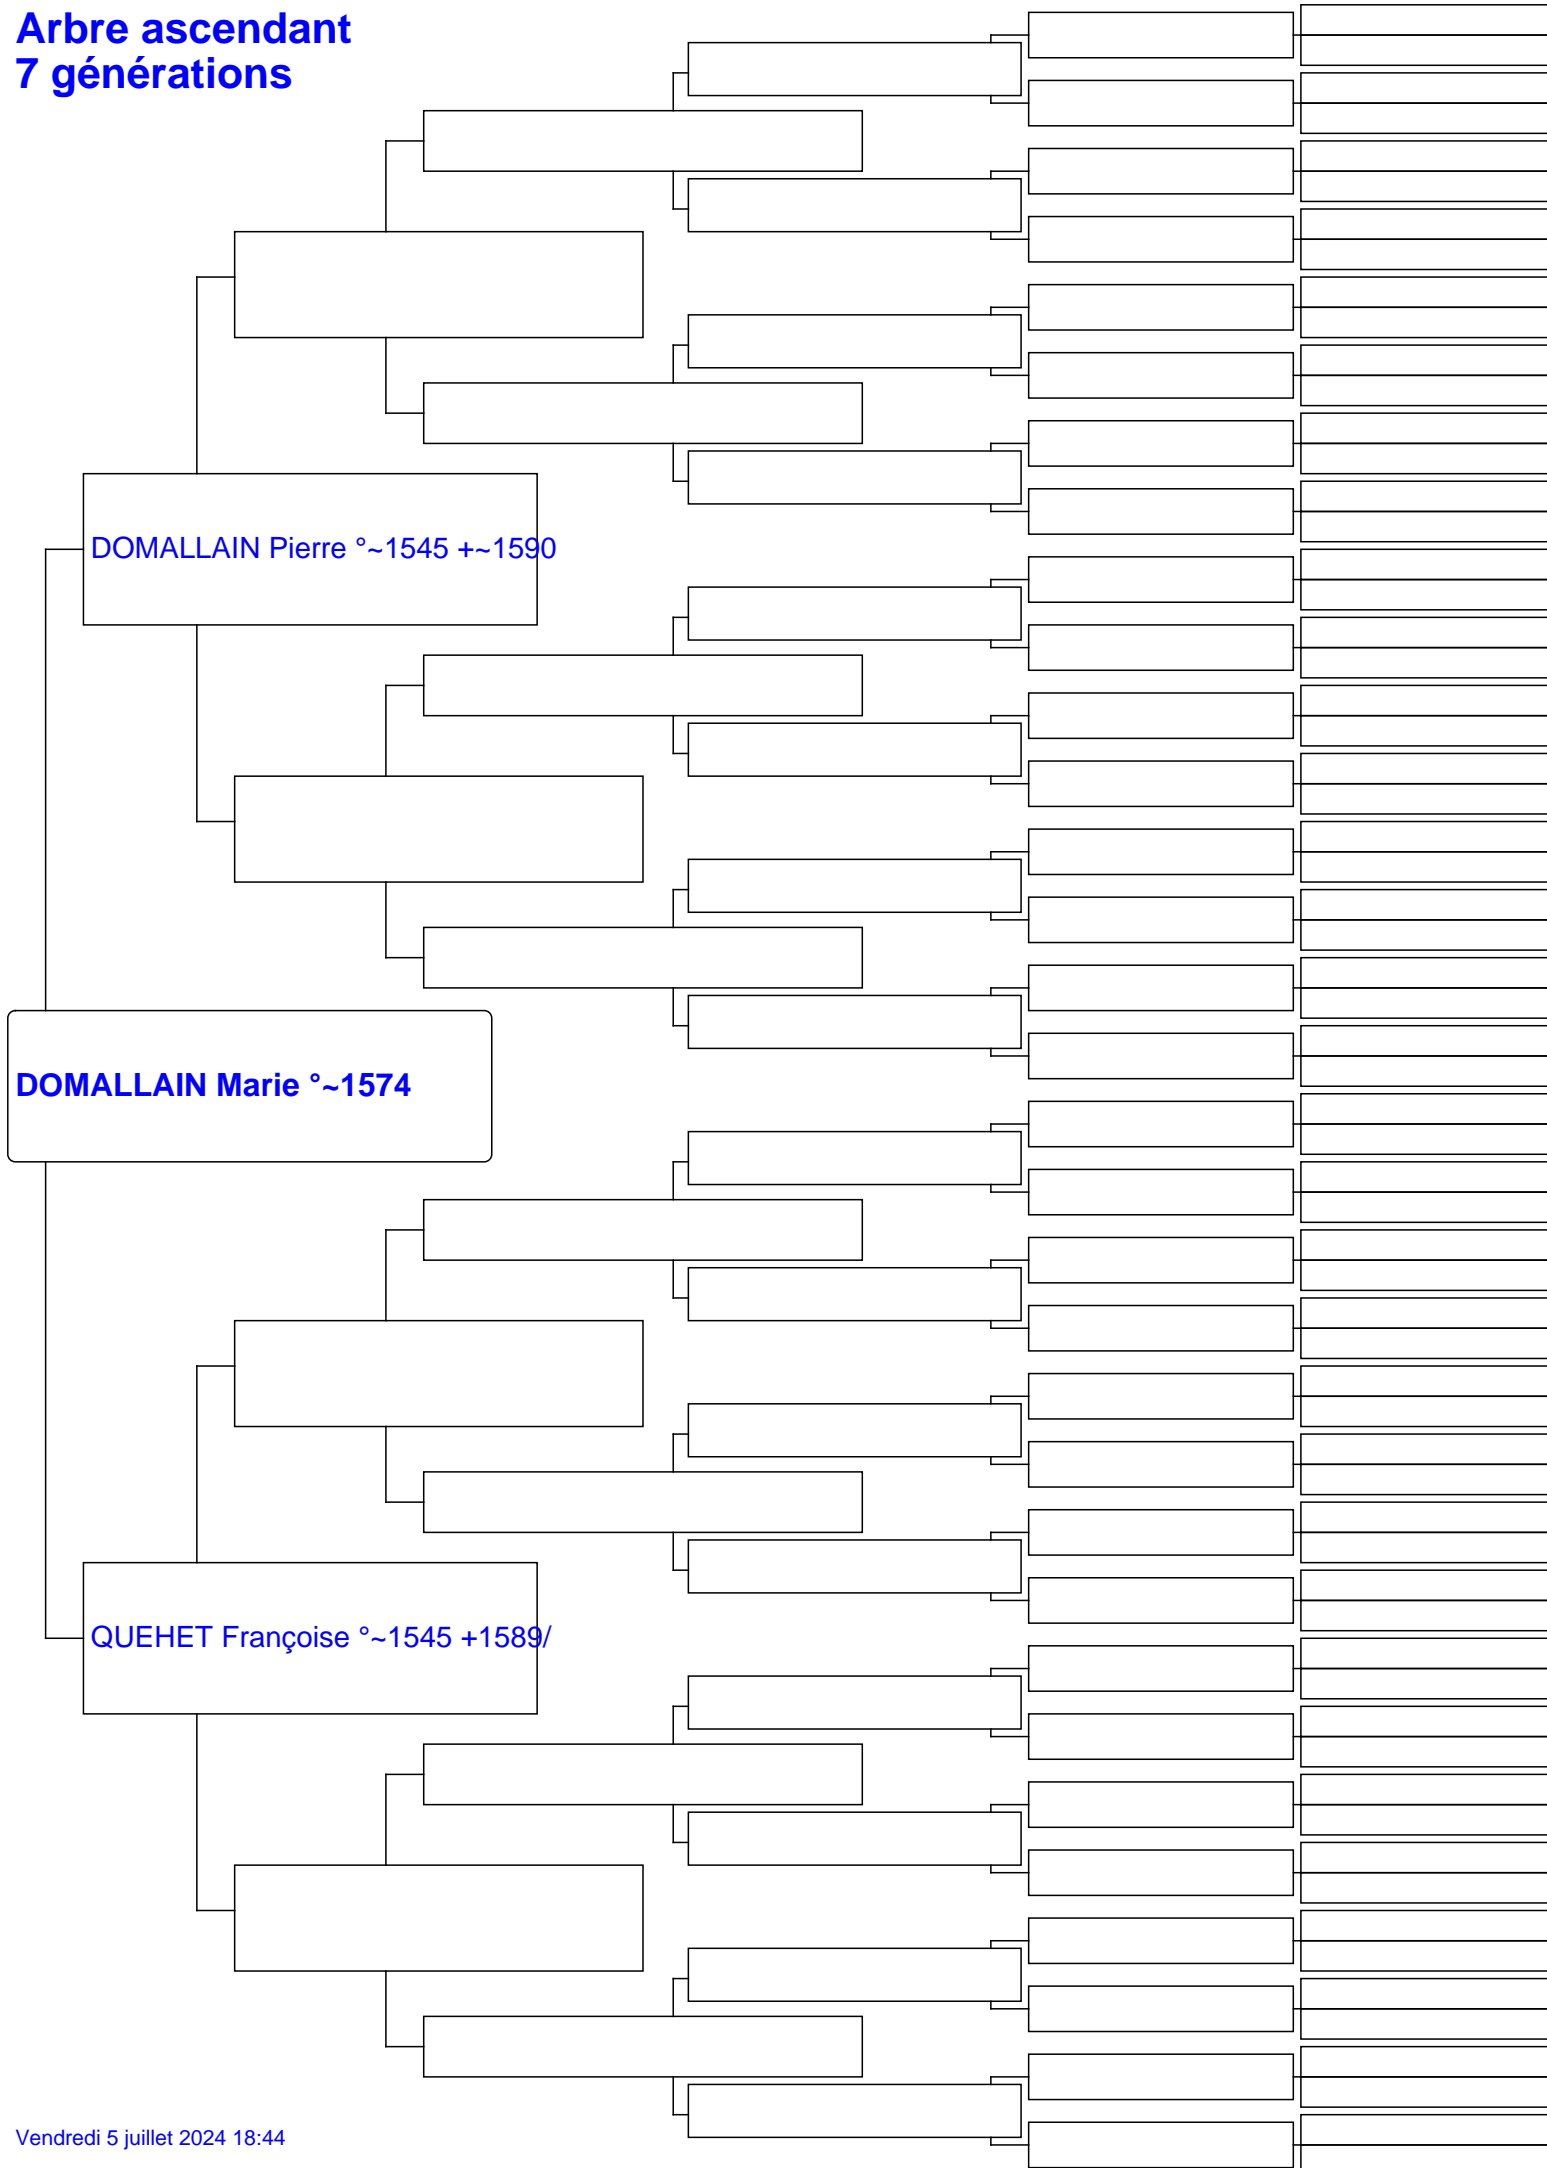 Arbre ascendant
7 générations
DOMALLAIN Pierre °~1545 +~1590
DOMALLAIN Marie °~1574
QUEHET Françoise °~1545 +1589/
Vendredi 5 juillet 2024 18:44